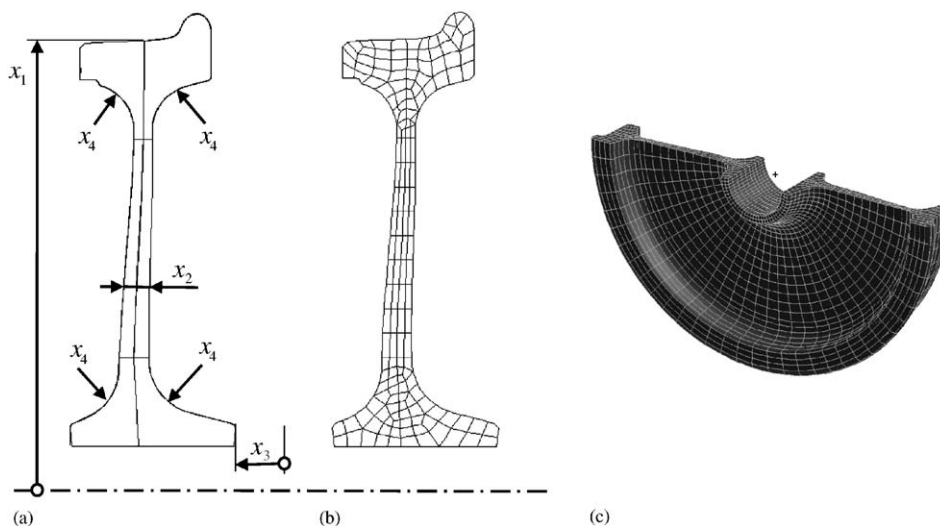 x₁
x₄ x₄
x₂
x₄ x₄
x₃
(a) (b) (c)